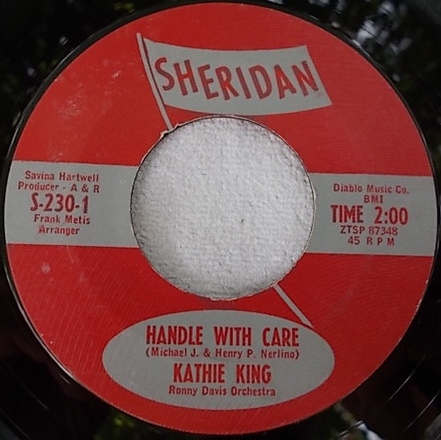 SHERIDAN
Savina Hartwell
Producer - A & R
S-230-1
Frank Metis
Arranger
Diablo Music Co.
BMI
TIME 2:00
ZTSP 87348
45 RPM
HANDLE WITH CARE
(Michael J. & Henry P. Nerlino)
KATHIE KING
Ronny Davis Orchestra